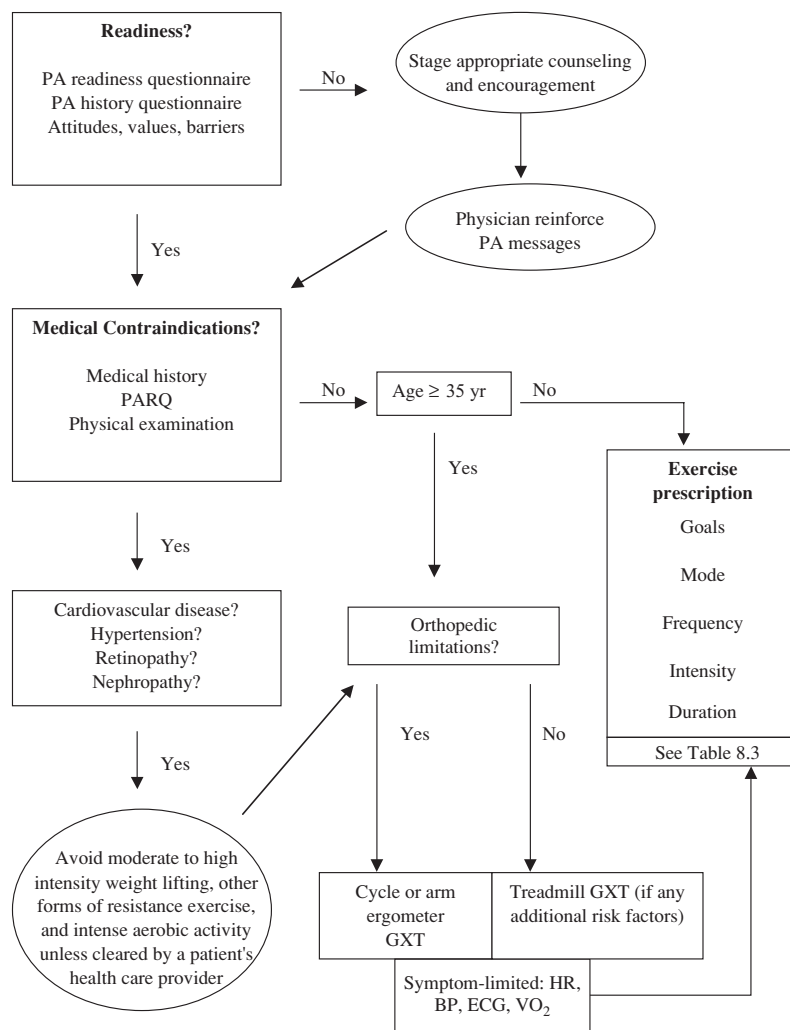 Readiness?
PA readiness questionnaire
PA history questionnaire
Attitudes, values, barriers
No
Stage appropriate counseling
and encouragement
Physician reinforce
PA messages
Yes
Medical Contraindications?
Medical history
PARQ
Physical examination
No
Age ≥ 35 yr
No
Yes
Exercise
prescription
Goals
Mode
Frequency
Intensity
Duration
See Table 8.3
Yes
Cardiovascular disease?
Hypertension?
Retinopathy?
Nephropathy?
Orthopedic
limitations?
Yes
Yes
No
Avoid moderate to high
intensity weight lifting, other
forms of resistance exercise,
and intense aerobic activity
unless cleared by a patient's
health care provider
Cycle or arm
ergometer
GXT
Treadmill GXT (if any
additional risk factors)
Symptom-limited: HR,
BP, ECG, VO₂